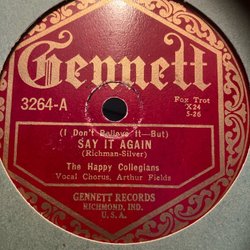 Gennett
3264-A
Fox Trot
X24
5-26
(I Don't Believe It—But)
SAY IT AGAIN
(Richman-Silver)
The Happy Collegians
Vocal Chorus, Arthur Fields
GENNETT RECORDS
RICHMOND, IND.
U. S. A.